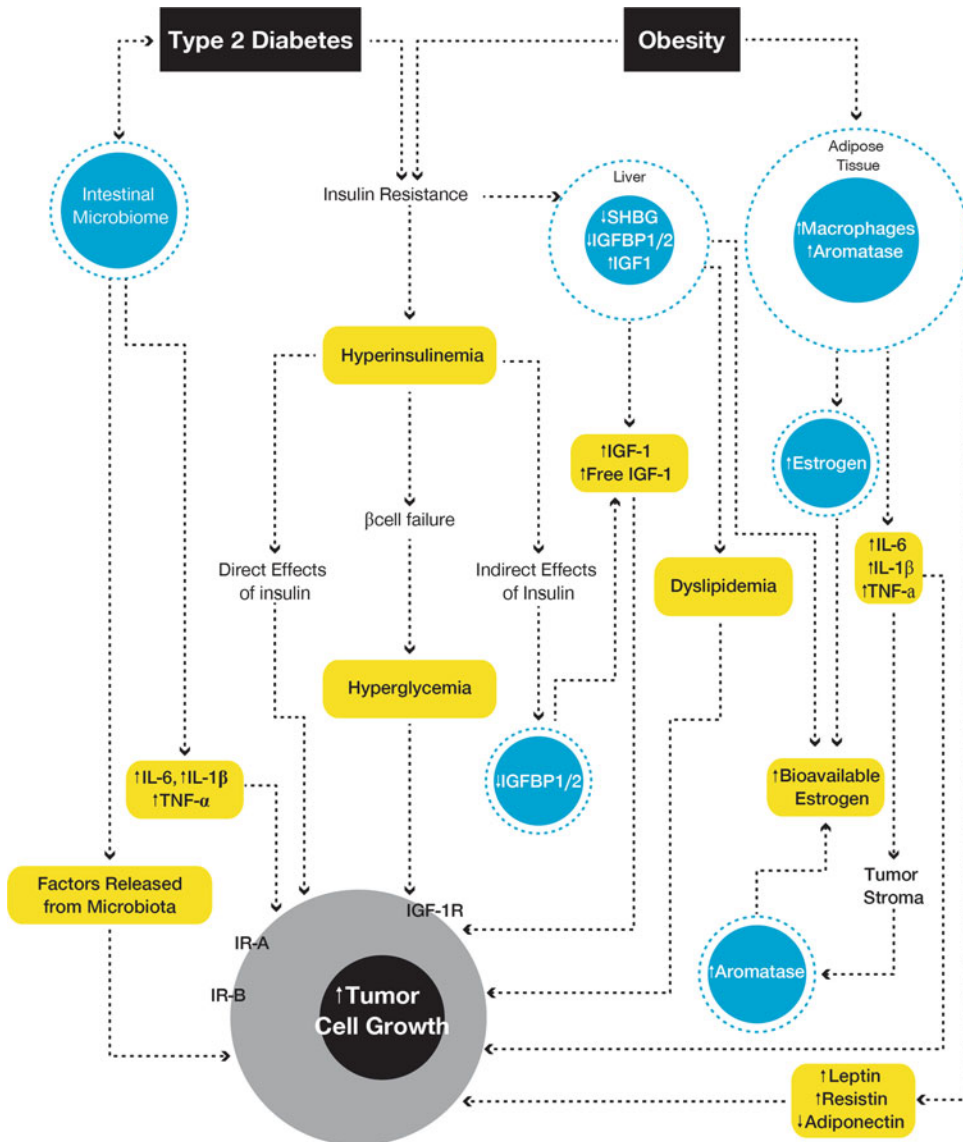 Type 2 Diabetes
Obesity
Intestinal
Microbiome
Insulin Resistance
Liver
↓SHBG
↓IGFBP1/2
↑IGF1
Adipose
Tissue
↑Macrophages
↑Aromatase
Hyperinsulinemia
↑IGF-1
↑Free IGF-1
↑Estrogen
βcell failure
Direct Effects
of insulin
Indirect Effects
of Insulin
Dyslipidemia
↑IL-6
↑IL-1β
↑TNF-a
Hyperglycemia
↑IL-6, ↑IL-1β
↑TNF-α
↓IGFBP1/2
↑Bioavailable
Estrogen
Factors Released
from Microbiota
Tumor
Stroma
IGF-1R
IR-A
IR-B
↑Aromatase
↑Tumor
Cell Growth
↑Leptin
↑Resistin
↓Adiponectin